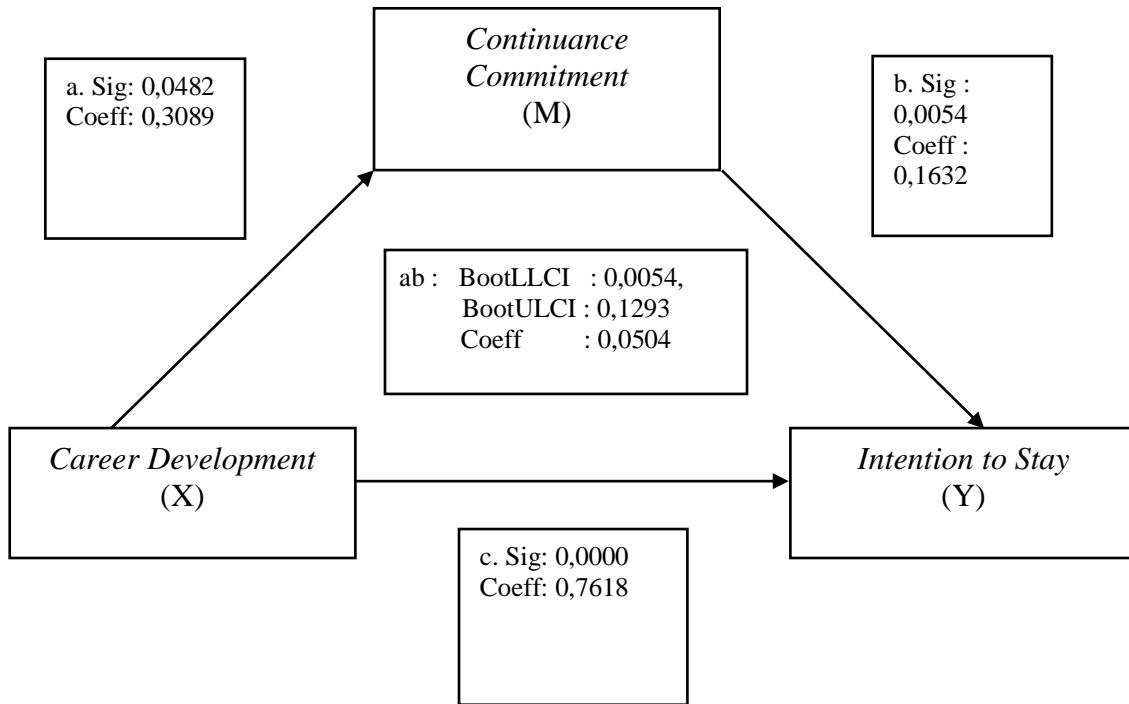 Continuance
Commitment
(M)
a. Sig: 0,0482
Coeff: 0,3089
b. Sig :
0,0054
Coeff :
0,1632
ab : BootLLCI : 0,0054,
BootULCI : 0,1293
Coeff : 0,0504
Career Development
(X)
Intention to Stay
(Y)
c. Sig: 0,0000
Coeff: 0,7618